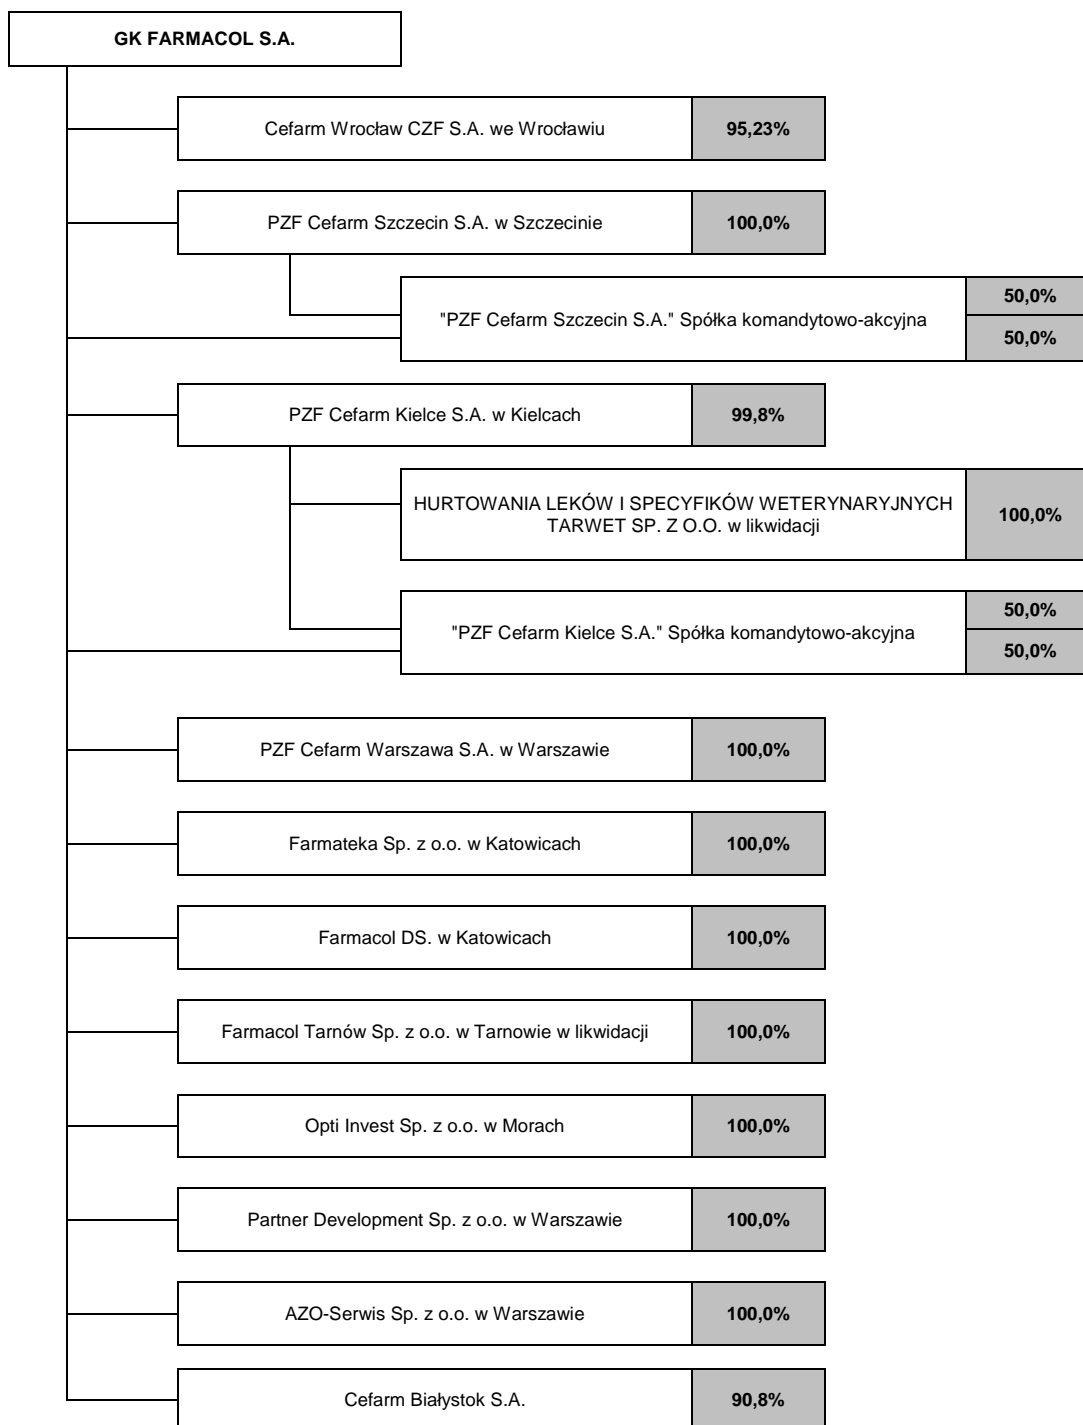 GK FARMACOL S.A.
Cefarm Wrocław CZF S.A. we Wrocławiu 95,23%
PZF Cefarm Szczecin S.A. w Szczecinie 100,0%
50,0%
"PZF Cefarm Szczecin S.A." Spółka komandytowo-akcyjna
50,0%
PZF Cefarm Kielce S.A. w Kielcach 99,8%
HURTOWANIA LEKÓW I SPECYFIKÓW WETERYNARYJNYCH
TARWET SP. Z O.O. w likwidacji
100,0%
50,0%
"PZF Cefarm Kielce S.A." Spółka komandytowo-akcyjna
50,0%
PZF Cefarm Warszawa S.A. w Warszawie 100,0%
Farmateka Sp. z o.o. w Katowicach 100,0%
Farmacol DS. w Katowicach 100,0%
Farmacol Tarnów Sp. z o.o. w Tarnowie w likwidacji 100,0%
Opti Invest Sp. z o.o. w Morach 100,0%
Partner Development Sp. z o.o. w Warszawie 100,0%
AZO-Serwis Sp. z o.o. w Warszawie 100,0%
Cefarm Białystok S.A. 90,8%